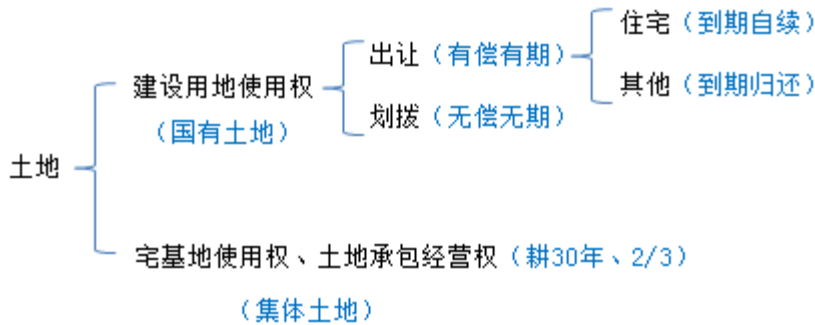 住宅（到期自续）
出让（有偿有期）
其他（到期归还）
建设用地使用权
划拨（无偿无期）
（国有土地）
土地
宅基地使用权、土地承包经营权（耕30年、2/3）
（集体土地）